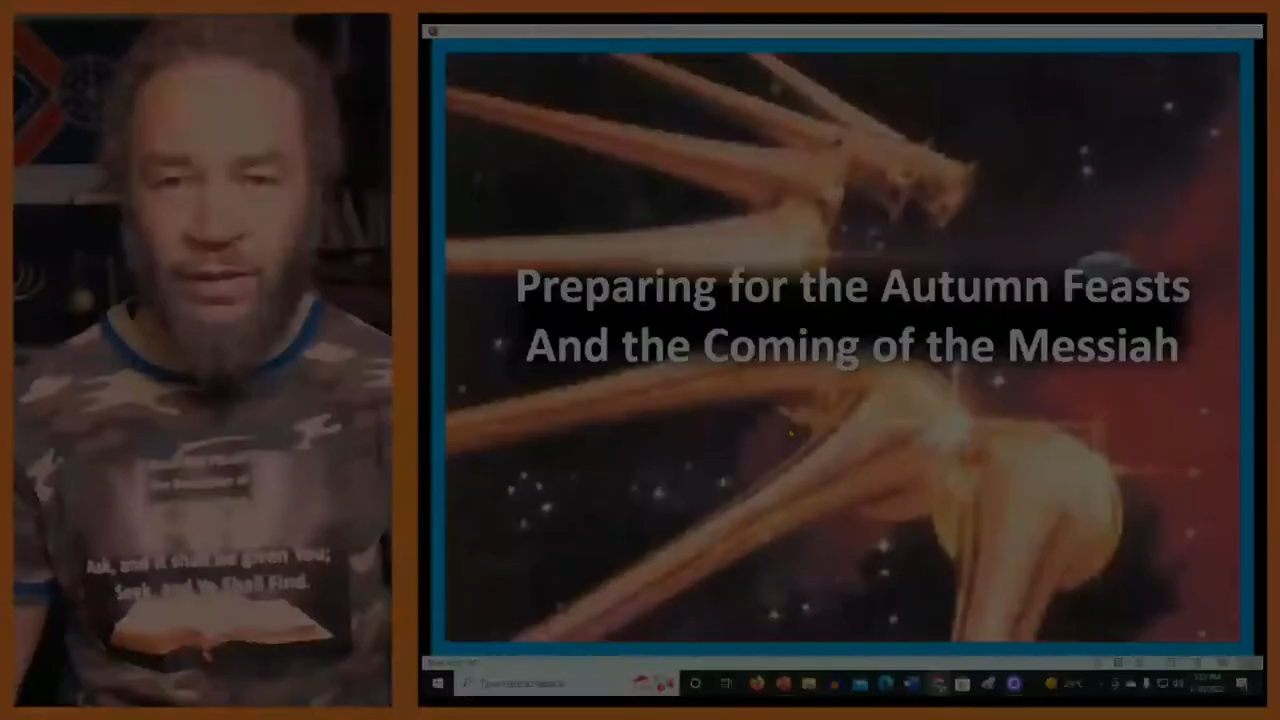 Preparing for the Autumn Feasts
And the Coming of the Messiah
Ask, and it shall be given You;
Seek, and Ye Shall Find.